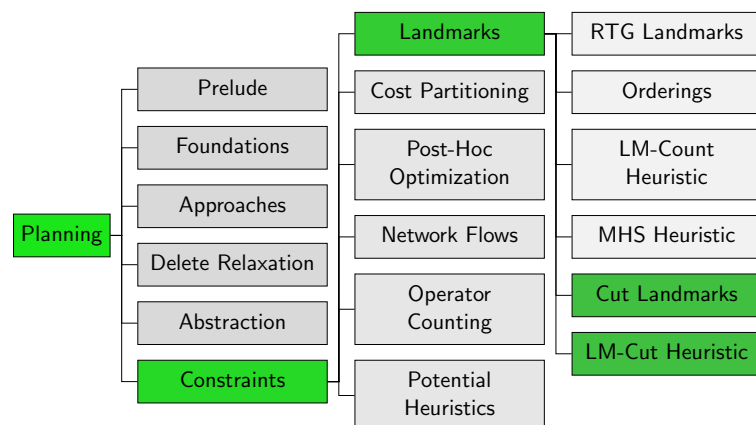 Planning
Prelude
Foundations
Approaches
Delete Relaxation
Abstraction
Constraints
Landmarks
Cost Partitioning
Post-Hoc
Optimization
Network Flows
Operator
Counting
Potential
Heuristics
RTG Landmarks
Orderings
LM-Count
Heuristic
MHS Heuristic
Cut Landmarks
LM-Cut Heuristic